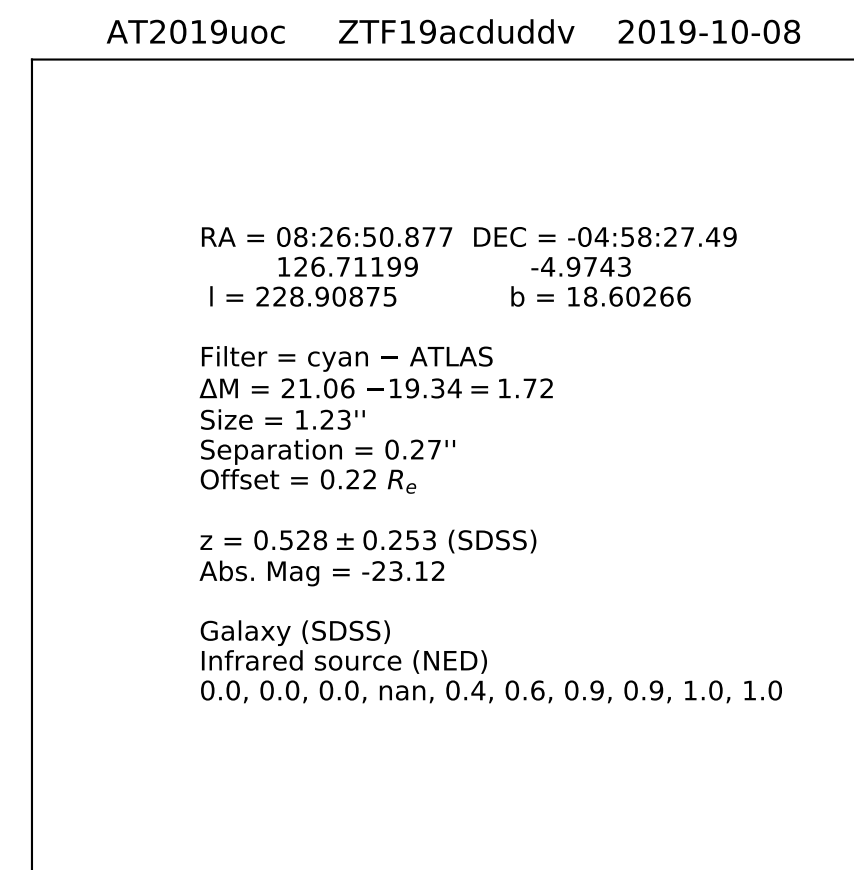 AT2019uoc ZTF19acduddv 2019-10-08
RA = 08:26:50.877 DEC = -04:58:27.49
126.71199 -4.9743
l = 228.90875 b = 18.60266
Filter = cyan − ATLAS
ΔM = 21.06 −19.34 = 1.72
Size = 1.23''
Separation = 0.27''
Offset = 0.22 Re
z = 0.528 ± 0.253 (SDSS)
Abs. Mag = -23.12
Galaxy (SDSS)
Infrared source (NED)
0.0, 0.0, 0.0, nan, 0.4, 0.6, 0.9, 0.9, 1.0, 1.0